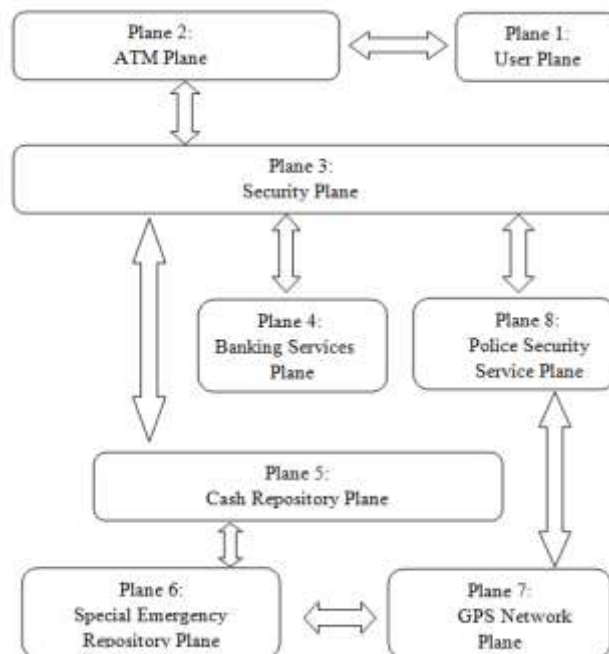 Plane 2:
ATM Plane
Plane 1:
User Plane
Plane 3:
Security Plane
Plane 4:
Banking Services
Plane
Plane 8:
Police Security
Service Plane
Plane 5:
Cash Repository Plane
Plane 6:
Special Emergency
Repository Plane
Plane 7:
GPS Network
Plane